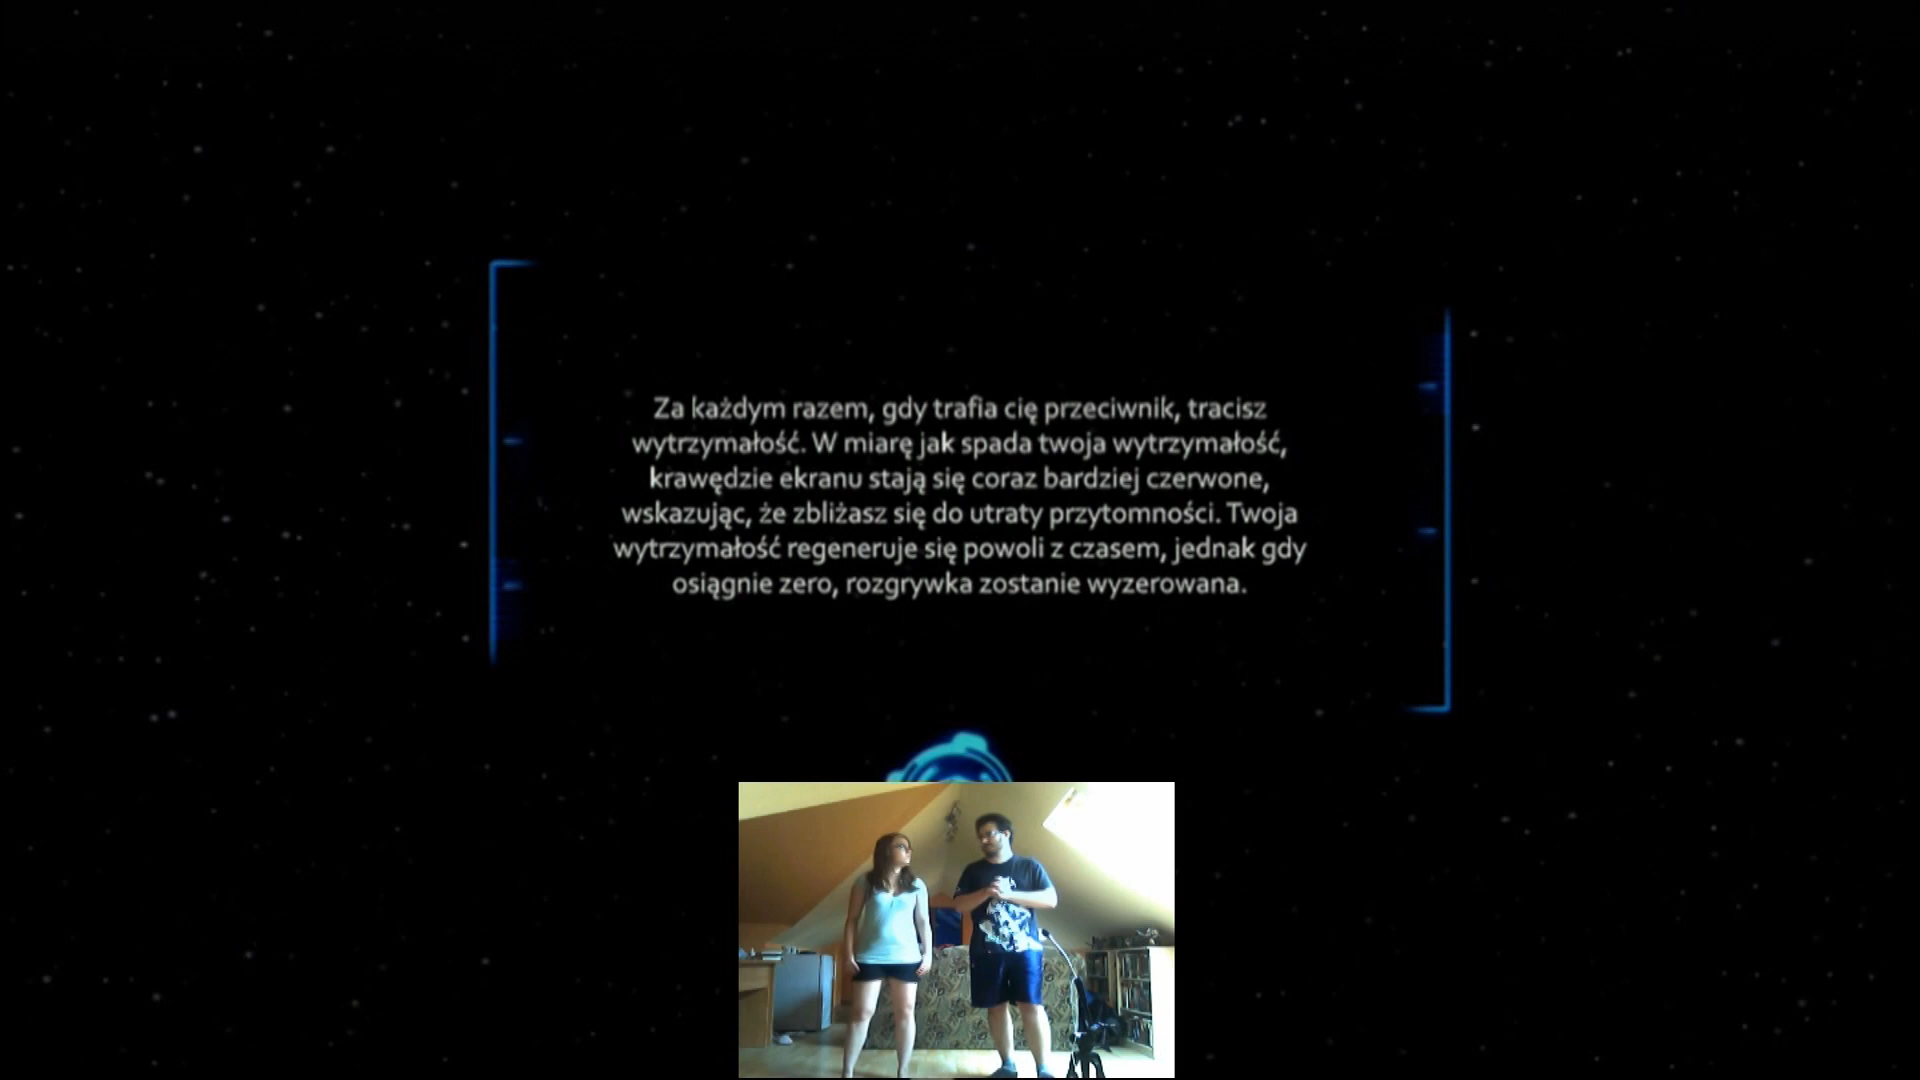 Za każdym razem, gdy trafia cię przeciwnik, tracisz
wytrzymałość. W miarę jak spada twoja wytrzymałość,
krawędzie ekranu stają się coraz bardziej czerwone,
wskazując, że zbliżasz się do utraty przytomności. Twoja
wytrzymałość regeneruje się powoli z czasem, jednak gdy
osiągnie zero, rozgrywka zostanie wyzerowana.